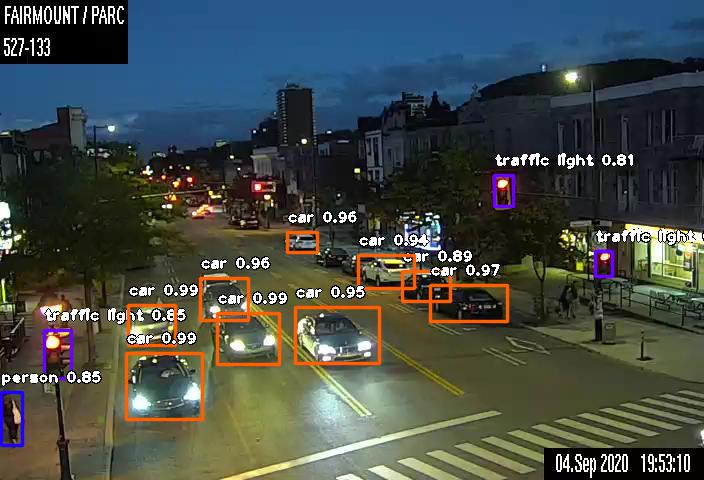 FAIRMOUNT / PARC
527-133
traffic light 0.81
car 0.96
traffic light
car 0.94
car 0.89
car 0.96
car 0.97
car 0.99
car 0.99
car 0.95
traffic light 0.85
car 0.99
person 0.85
04.Sep 2020 19:53:10